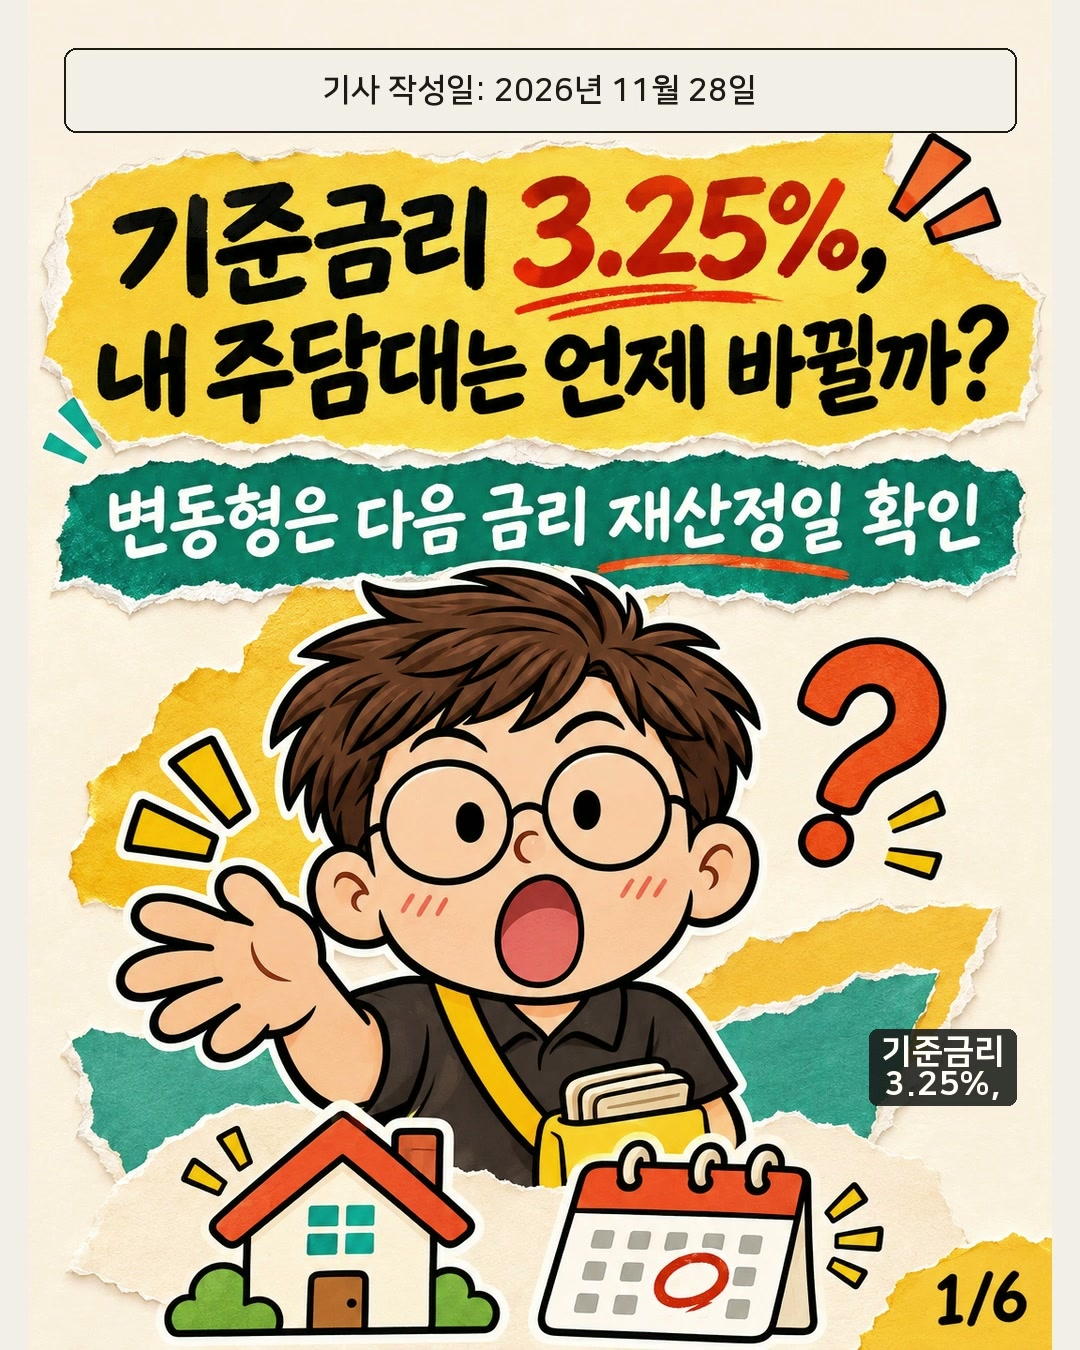 기사 작성일: 2026년 11월 28일
기준금리 3.25%,
내 주담대는 언제 바뀔까?
변동형은 다음 금리 재산정일 확인
기준금리
3.25%,
1/6